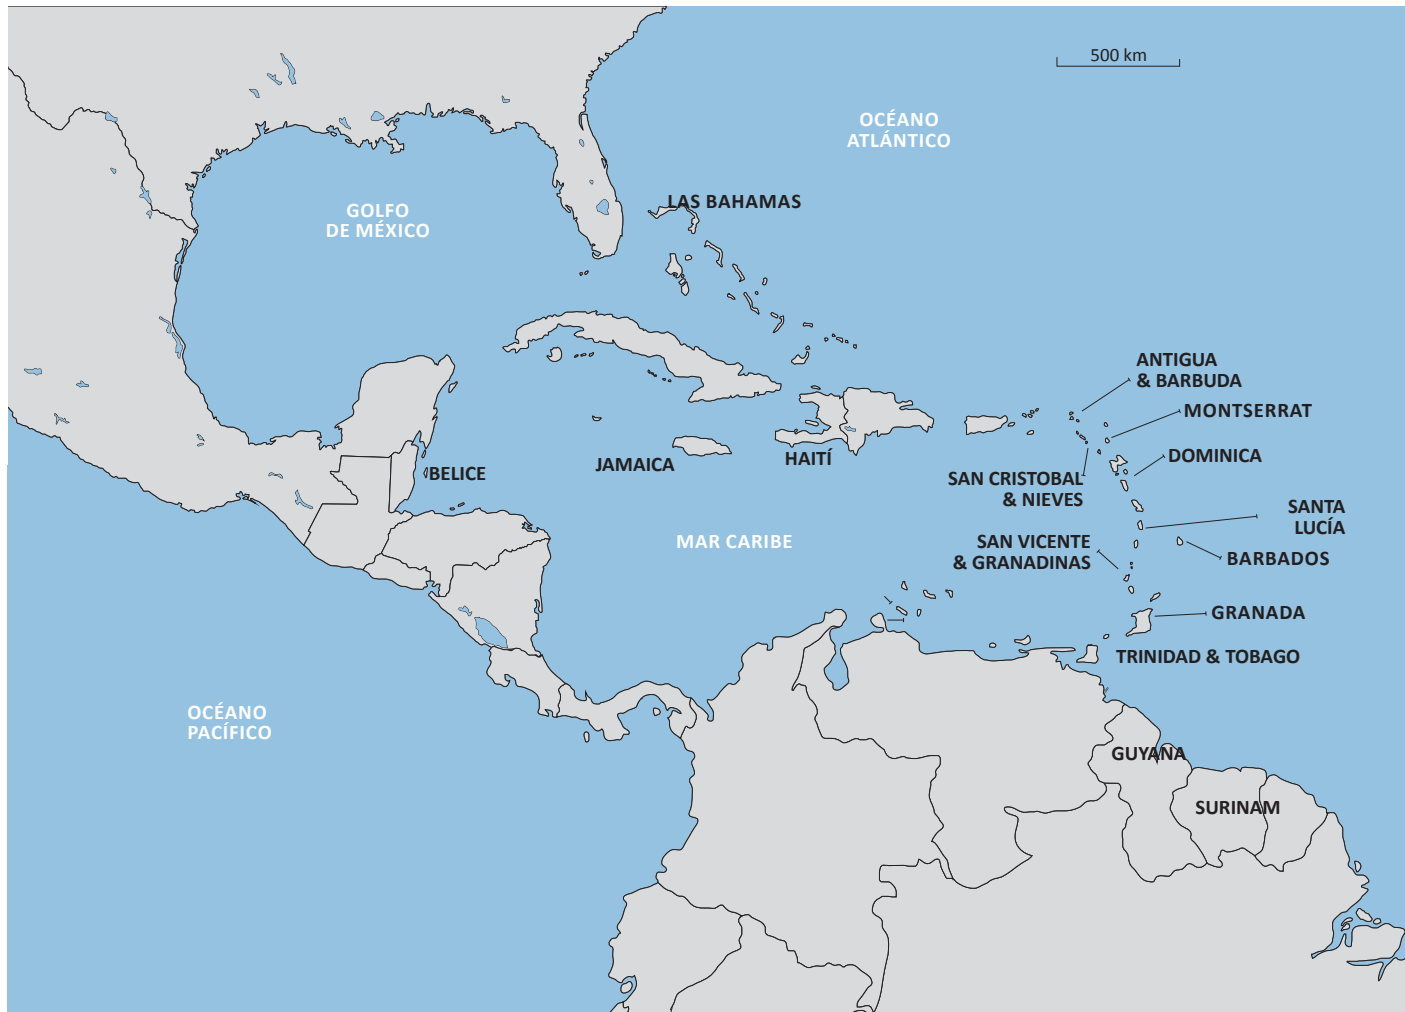 500 km
OCÉANO
ATLÁNTICO
LAS BAHAMAS
GOLFO
DE MÉXICO
ANTIGUA
& BARBUDA
MONTSERRAT
DOMINICA
BELICE
JAMAICA
HAITÍ
SAN CRISTOBAL
& NIEVES
SANTA
LUCÍA
MAR CARIBE
SAN VICENTE
& GRANADINAS
BARBADOS
GRANADA
TRINIDAD & TOBAGO
OCÉANO
PACÍFICO
GUYANA
SURINAM